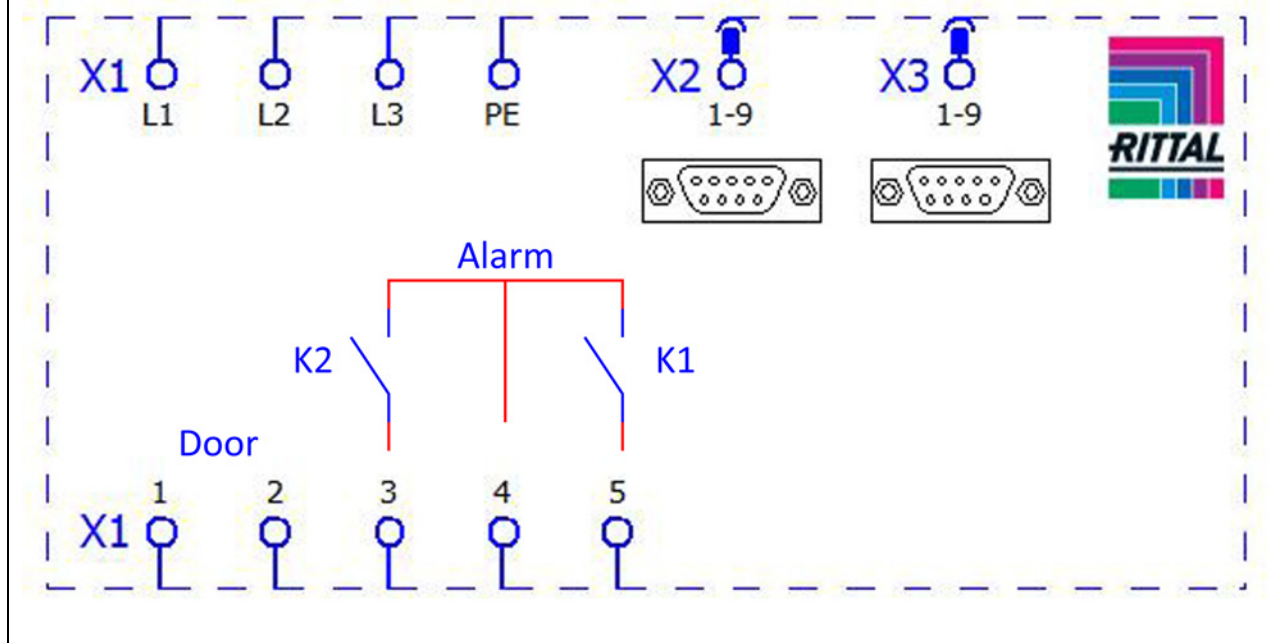 X1 X2 X3
L1 L2 L3 PE 1-9 1-9
RITTAL
Alarm
K2 K1
Door
1 2 3 4 5
X1